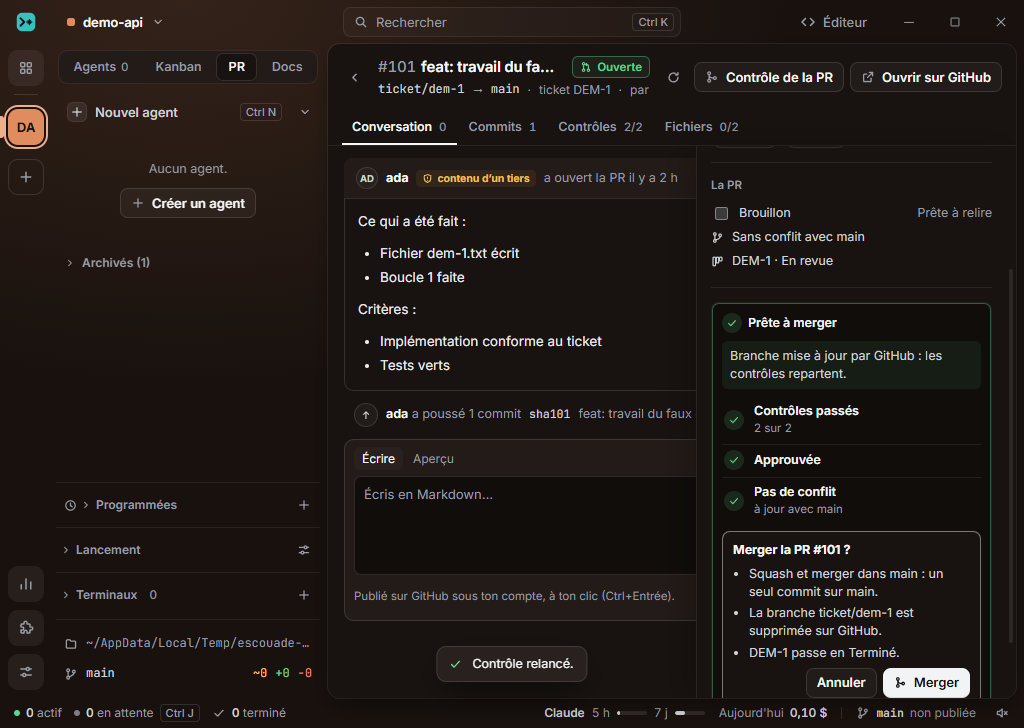 demo-api
Rechercher
Ctrl K
Éditeur
Agents 0
Kanban
PR
Docs
DA
Nouvel agent
Ctrl N
Aucun agent.
Créer un agent
Archivés (1)
Programmées
Lancement
Terminaux 0
~/AppData/Local/Temp/escouade-…
main
~0 +0 -0
#101 feat: travail du fa…
Ouverte
ticket/dem-1 → main · ticket DEM-1 · par
Contrôle de la PR
Ouvrir sur GitHub
Conversation 0
Commits 1
Contrôles 2/2
Fichiers 0/2
AD
ada
contenu d'un tiers
a ouvert la PR il y a 2 h
Ce qui a été fait :
• Fichier dem-1.txt écrit
• Boucle 1 faite
Critères :
• Implémentation conforme au ticket
• Tests verts
ada a poussé 1 commit sha101 feat: travail du faux
Écrire
Aperçu
Écris en Markdown…
Publié sur GitHub sous ton compte, à ton clic (Ctrl+Entrée).
Contrôle relancé.
La PR
Brouillon
Prête à relire
Sans conflit avec main
DEM-1 · En revue
Prête à merger
Branche mise à jour par GitHub : les
contrôles repartent.
Contrôles passés
2 sur 2
Approuvée
Pas de conflit
à jour avec main
Merger la PR #101 ?
• Squash et merger dans main : un
seul commit sur main.
• La branche ticket/dem-1 est
supprimée sur GitHub.
• DEM-1 passe en Terminé.
Annuler
Merger
0 actif
0 en attente
Ctrl J
0 terminé
Claude 5 h
7 j
Aujourd'hui 0,10 $
main non publiée